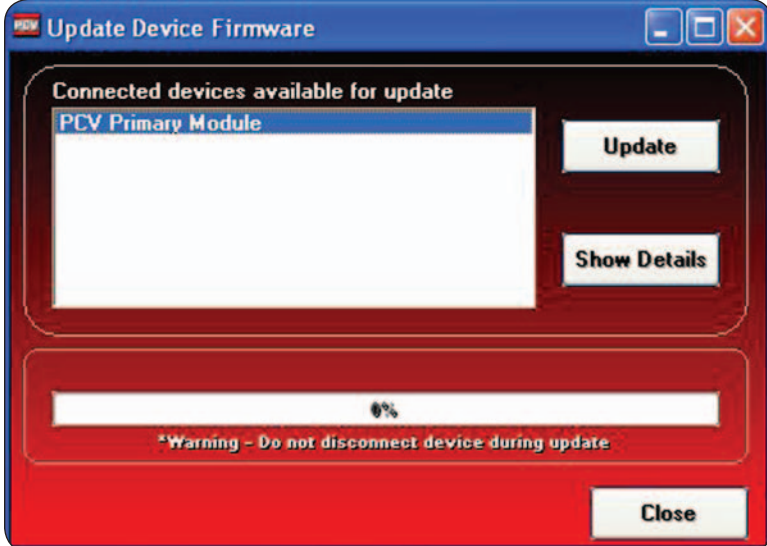 PCV Update Device Firmware
Connected devices available for update
PCV Primary Module
Update
Show Details
0%
*Warning - Do not disconnect device during update
Close